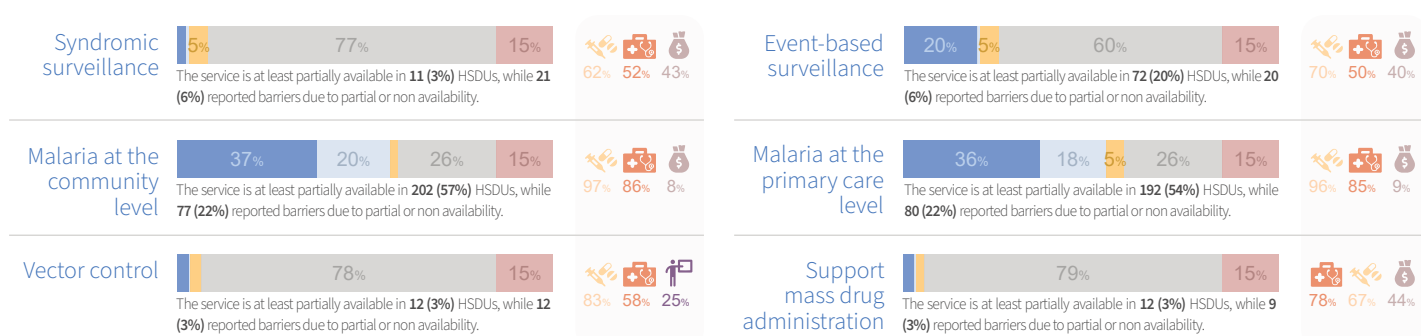 Syndromic
surveillance
5% 77% 15%
The service is at least partially available in 11 (3%) HSDUs, while 21
(6%) reported barriers due to partial or non availability.
62% 52% 43%
Event-based
surveillance
20% 5% 60% 15%
The service is at least partially available in 72 (20%) HSDUs, while 20
(6%) reported barriers due to partial or non availability.
70% 50% 40%
Malaria at the
community
level
37% 20% 26% 15%
The service is at least partially available in 202 (57%) HSDUs, while
77 (22%) reported barriers due to partial or non availability.
97% 86% 8%
Malaria at the
primary care
level
36% 18% 5% 26% 15%
The service is at least partially available in 192 (54%) HSDUs, while
80 (22%) reported barriers due to partial or non availability.
96% 85% 9%
Vector control
78% 15%
The service is at least partially available in 12 (3%) HSDUs, while 12
(3%) reported barriers due to partial or non availability.
83% 58% 25%
Support
mass drug
administration
79% 15%
The service is at least partially available in 12 (3%) HSDUs, while 9
(3%) reported barriers due to partial or non availability.
78% 67% 44%